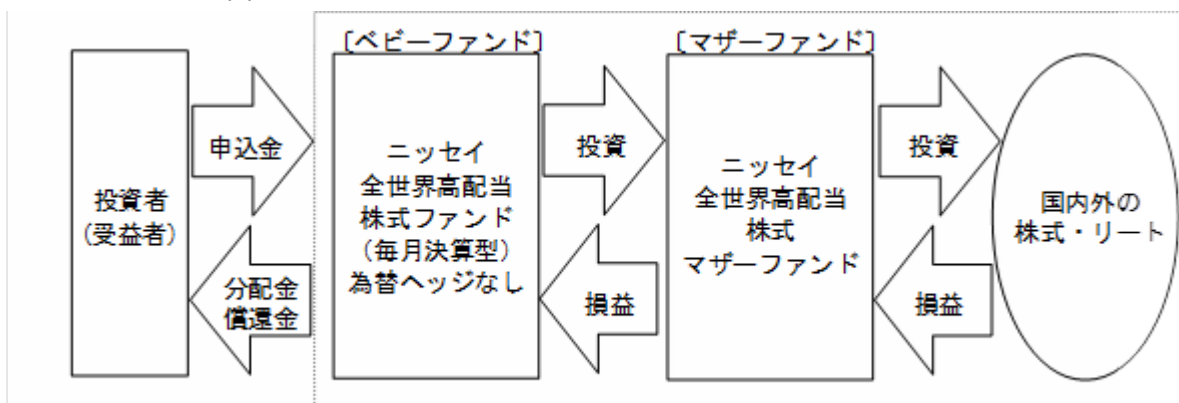 〔ベビーファンド〕
〔マザーファンド〕
投資者
（受益者）
申込金
分配金
償還金
ニッセイ
全世界高配当
株式ファンド
（毎月決算型）
為替ヘッジなし
投資
損益
ニッセイ
全世界高配当
株式
マザーファンド
投資
損益
国内外の
株式・リート